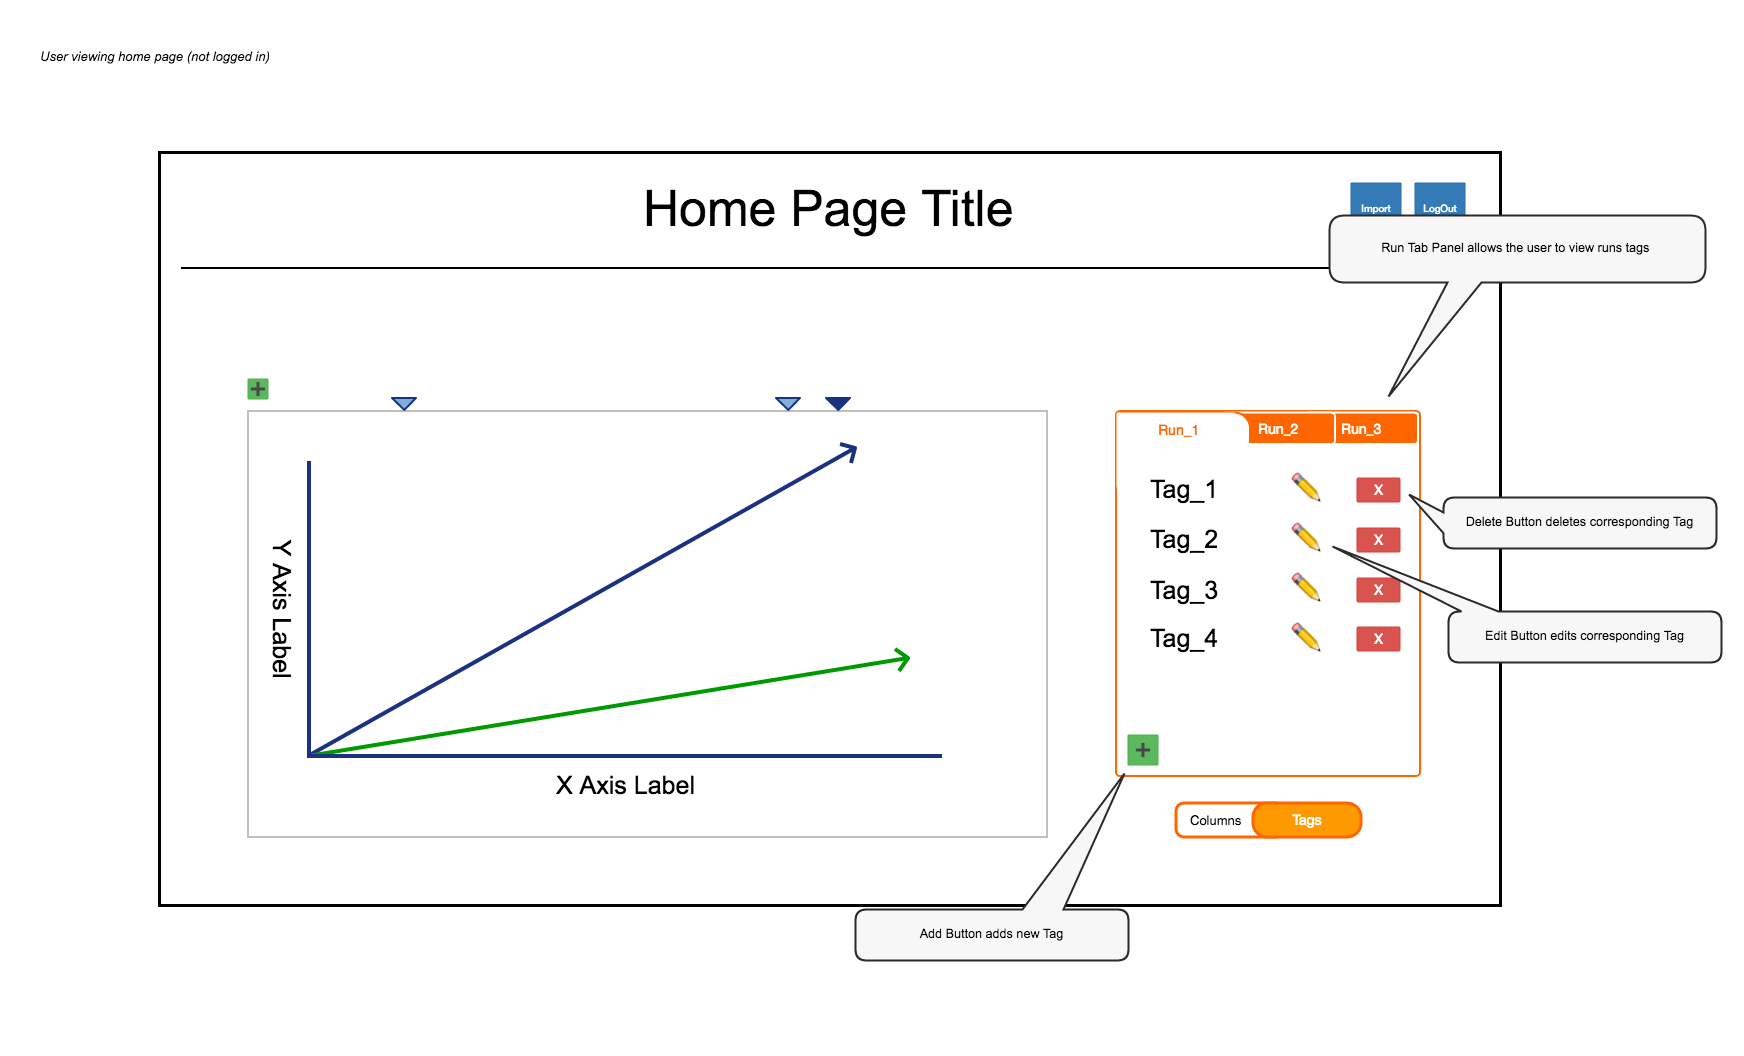 User viewing home page (not logged in)
Home Page Title
Import
LogOut
Run Tab Panel allows the user to view runs tags
Run_1
Run_2
Run_3
Tag_1
X
Delete Button deletes corresponding Tag
Tag_2
X
Tag_3
X
Edit Button edits corresponding Tag
Tag_4
X
Y Axis Label
X Axis Label
Columns
Tags
Add Button adds new Tag